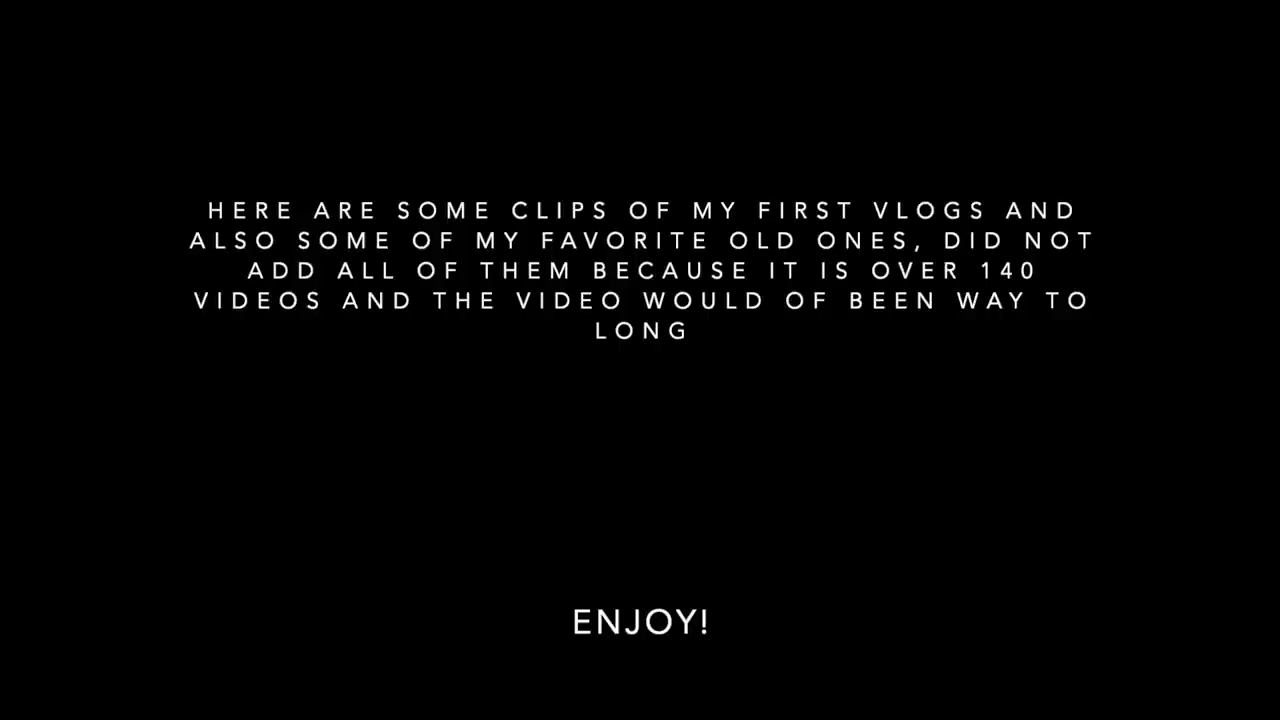 HERE ARE SOME CLIPS OF MY FIRST VLOGS AND
ALSO SOME OF MY FAVORITE OLD ONES, DID NOT
ADD ALL OF THEM BECAUSE IT IS OVER 140
VIDEOS AND THE VIDEO WOULD OF BEEN WAY TO
LONG
ENJOY!